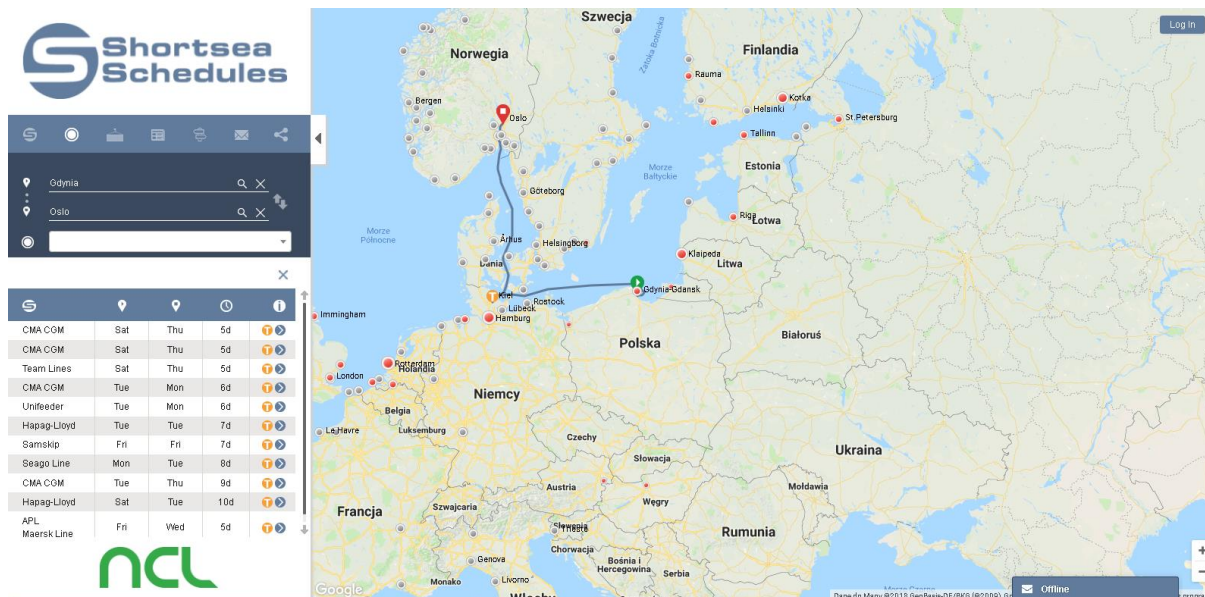 Shortsea
Schedules
Gdynia
Oslo
CMA CGM Sat Thu 5d
CMA CGM Sat Thu 5d
Team Lines Sat Thu 5d
CMA CGM Tue Mon 6d
Unifeeder Tue Mon 6d
Hapag-Lloyd Tue Tue 7d
Samskip Fri Fri 7d
Seago Line Mon Tue 8d
CMA CGM Tue Thu 9d
Hapag-Lloyd Sat Tue 10d
APL
Maersk Line Fri Wed 5d
ncl
Log In
Szwecja
Norwegia
Finlandia
Zatoka Botnicka
Rauma
Kotka
Bergen
Helsinki
Oslo
St.Petersburg
Tallinn
Estonia
Morze
Bałtyckie
Göteborg
Riga
Łotwa
Morze
Północne
Århus
Helsingborg
Klaipeda
Litwa
Dania
Kiel
Gdynia
Gdansk
Rostock
Lübeck
Immingham
Hamburg
Białoruś
Polska
Rotterdam
Holandia
London
Niemcy
Belgia
Le Havre
Luksemburg
Czechy
Ukraina
Słowacja
Austria
Mołdawia
Węgry
Francja
Szwajcaria
Słowenia
Trieste
Rumunia
Chorwacja
Genova
Bośnia i
Hercegowina
Serbia
Monako
Livorno
Włochy
Google
Morze Czarne
Offline